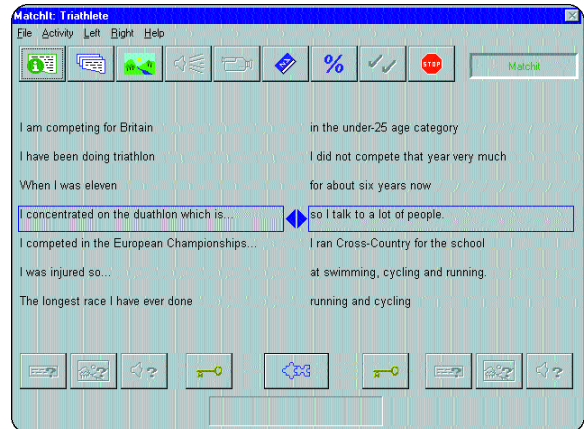 MatchIt: Triathlete
File Activity Left Right Help
% STOP Matchit
I am competing for Britain in the under-25 age category
I have been doing triathlon I did not compete that year very much
When I was eleven for about six years now
I concentrated on the duathlon which is... so I talk to a lot of people.
I competed in the European Championships... I ran Cross-Country for the school
I was injured so... at swimming, cycling and running.
The longest race I have ever done running and cycling
? ? ? ? ? ?